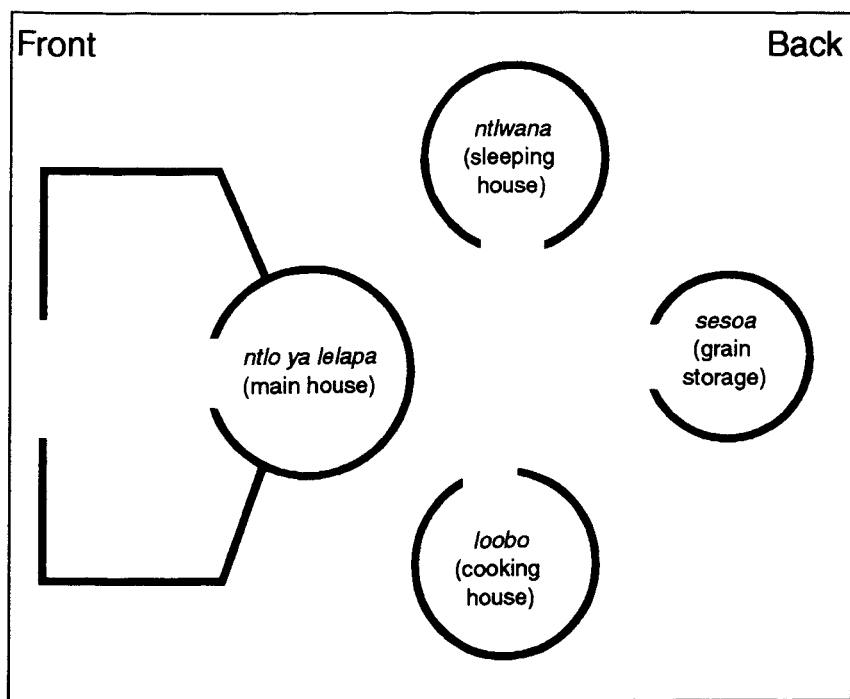 Front
Back
ntlwana
(sleeping
house)
ntlo ya lelapa
(main house)
sesoa
(grain
storage)
loobo
(cooking
house)